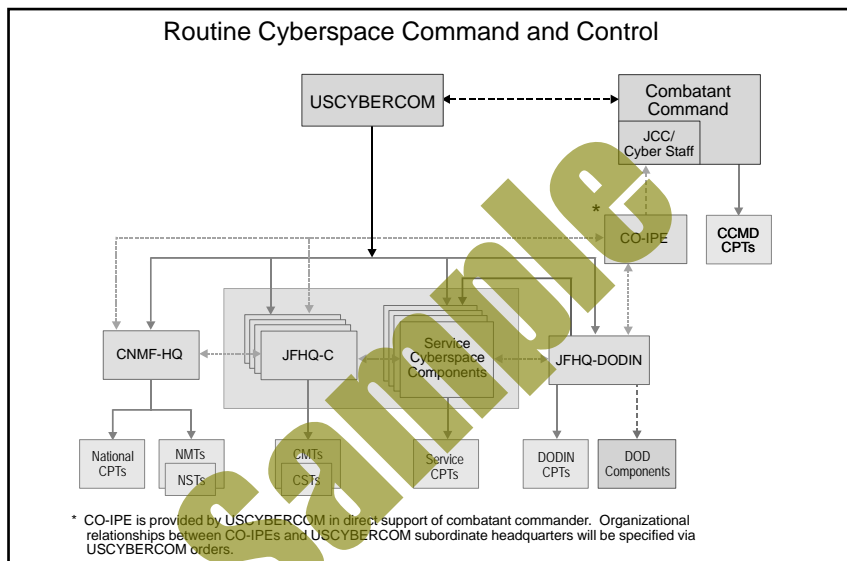 Routine Cyberspace Command and Control
USCYBERCOM
Combatant
Command
JCC/
Cyber Staff
*
CO-IPE
CCMD
CPTs
CNMF-HQ
JFHQ-C
Service
Cyberspace
Components
JFHQ-DODIN
National
CPTs
NMTs
NSTs
CMTs
CSTs
Service
CPTs
DODIN
CPTs
DOD
Components
Sample
* CO-IPE is provided by USCYBERCOM in direct support of combatant commander. Organizational
relationships between CO-IPEs and USCYBERCOM subordinate headquarters will be specified via
USCYBERCOM orders.